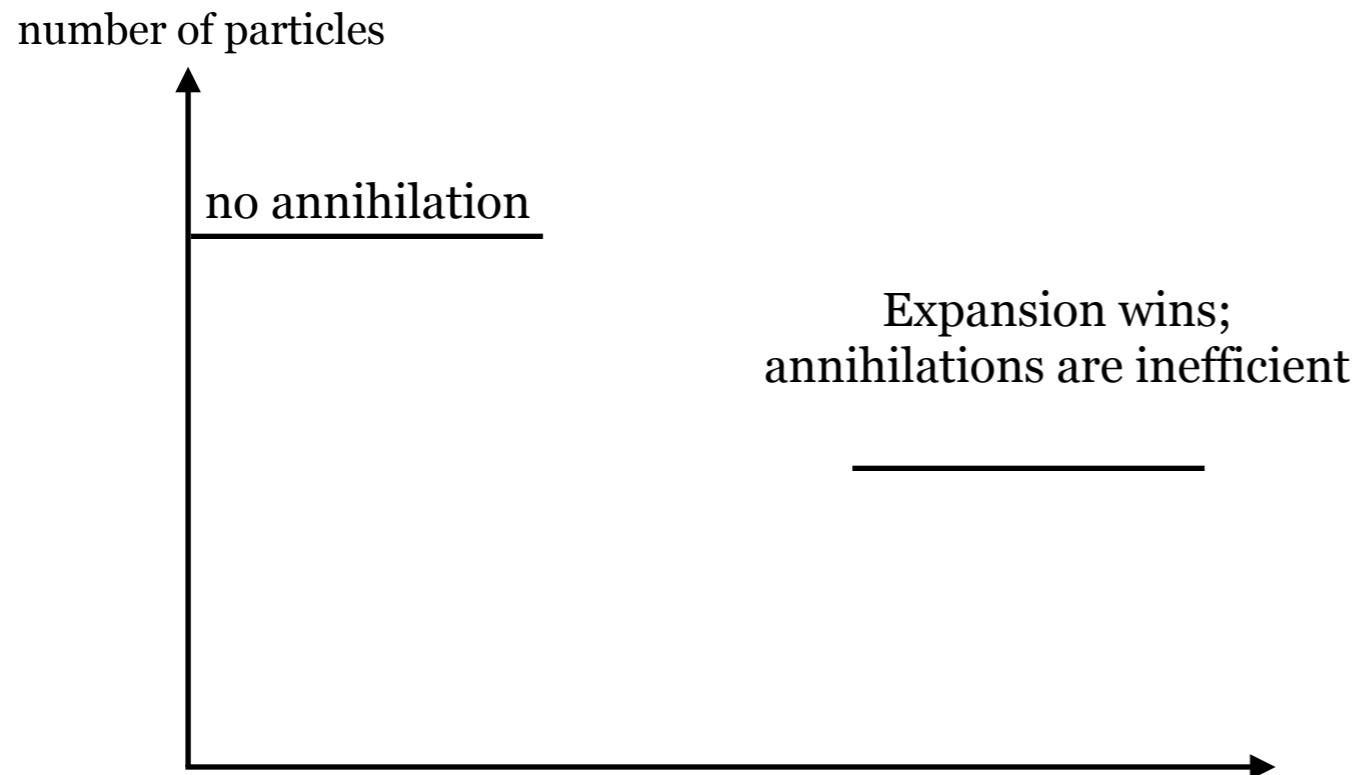 number of particles
no annihilation
Expansion wins;
annihilations are inefficient